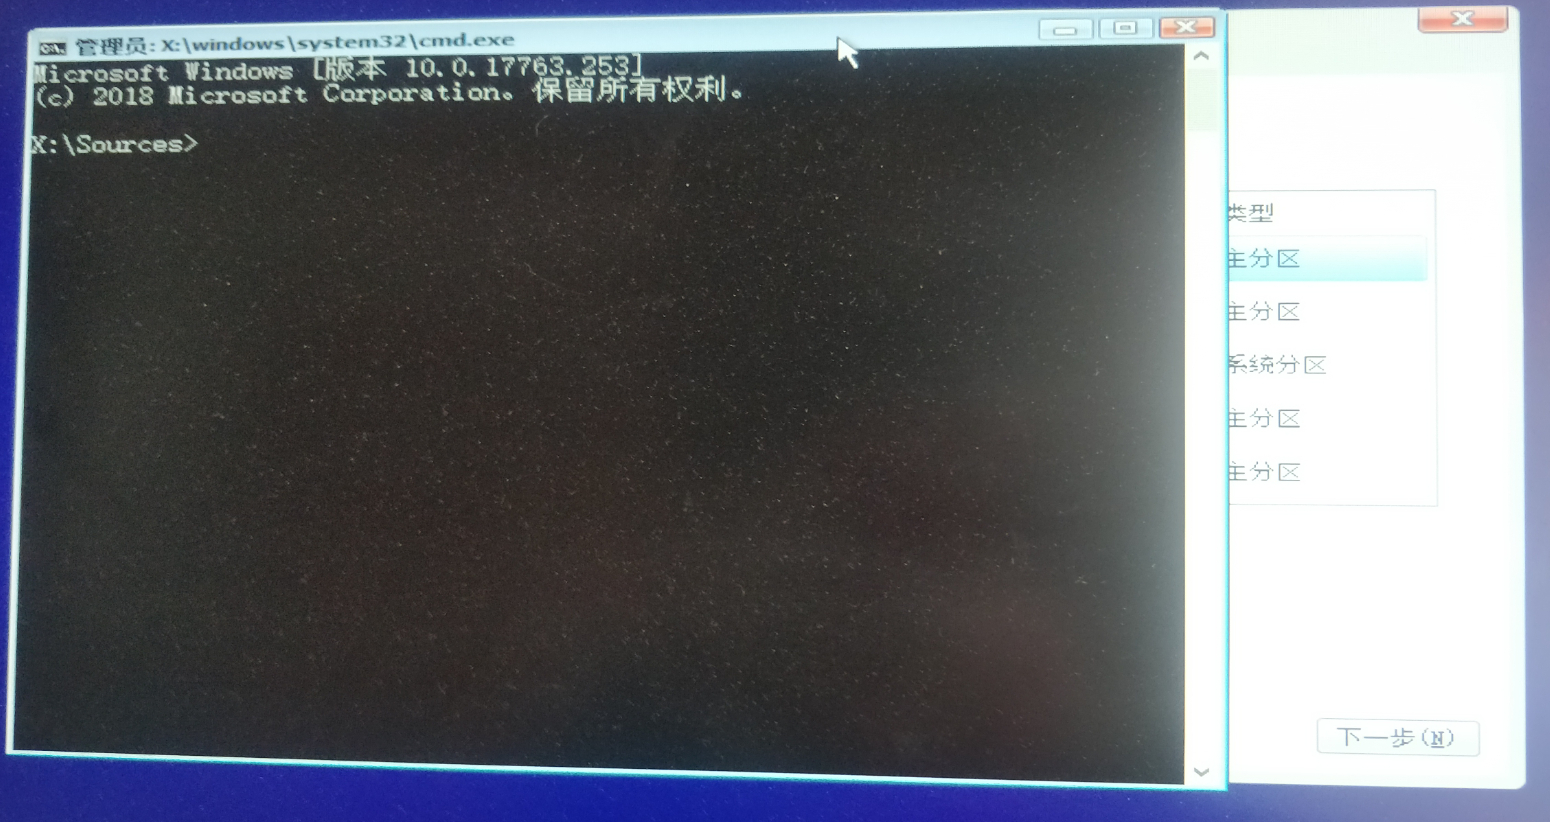 管理员: X:\windows\system32\cmd.exe
Microsoft Windows [版本 10.0.17763.253]
(c) 2018 Microsoft Corporation。保留所有权利。
X:\Sources>
类型
主分区
主分区
系统分区
主分区
主分区
下一步(N)